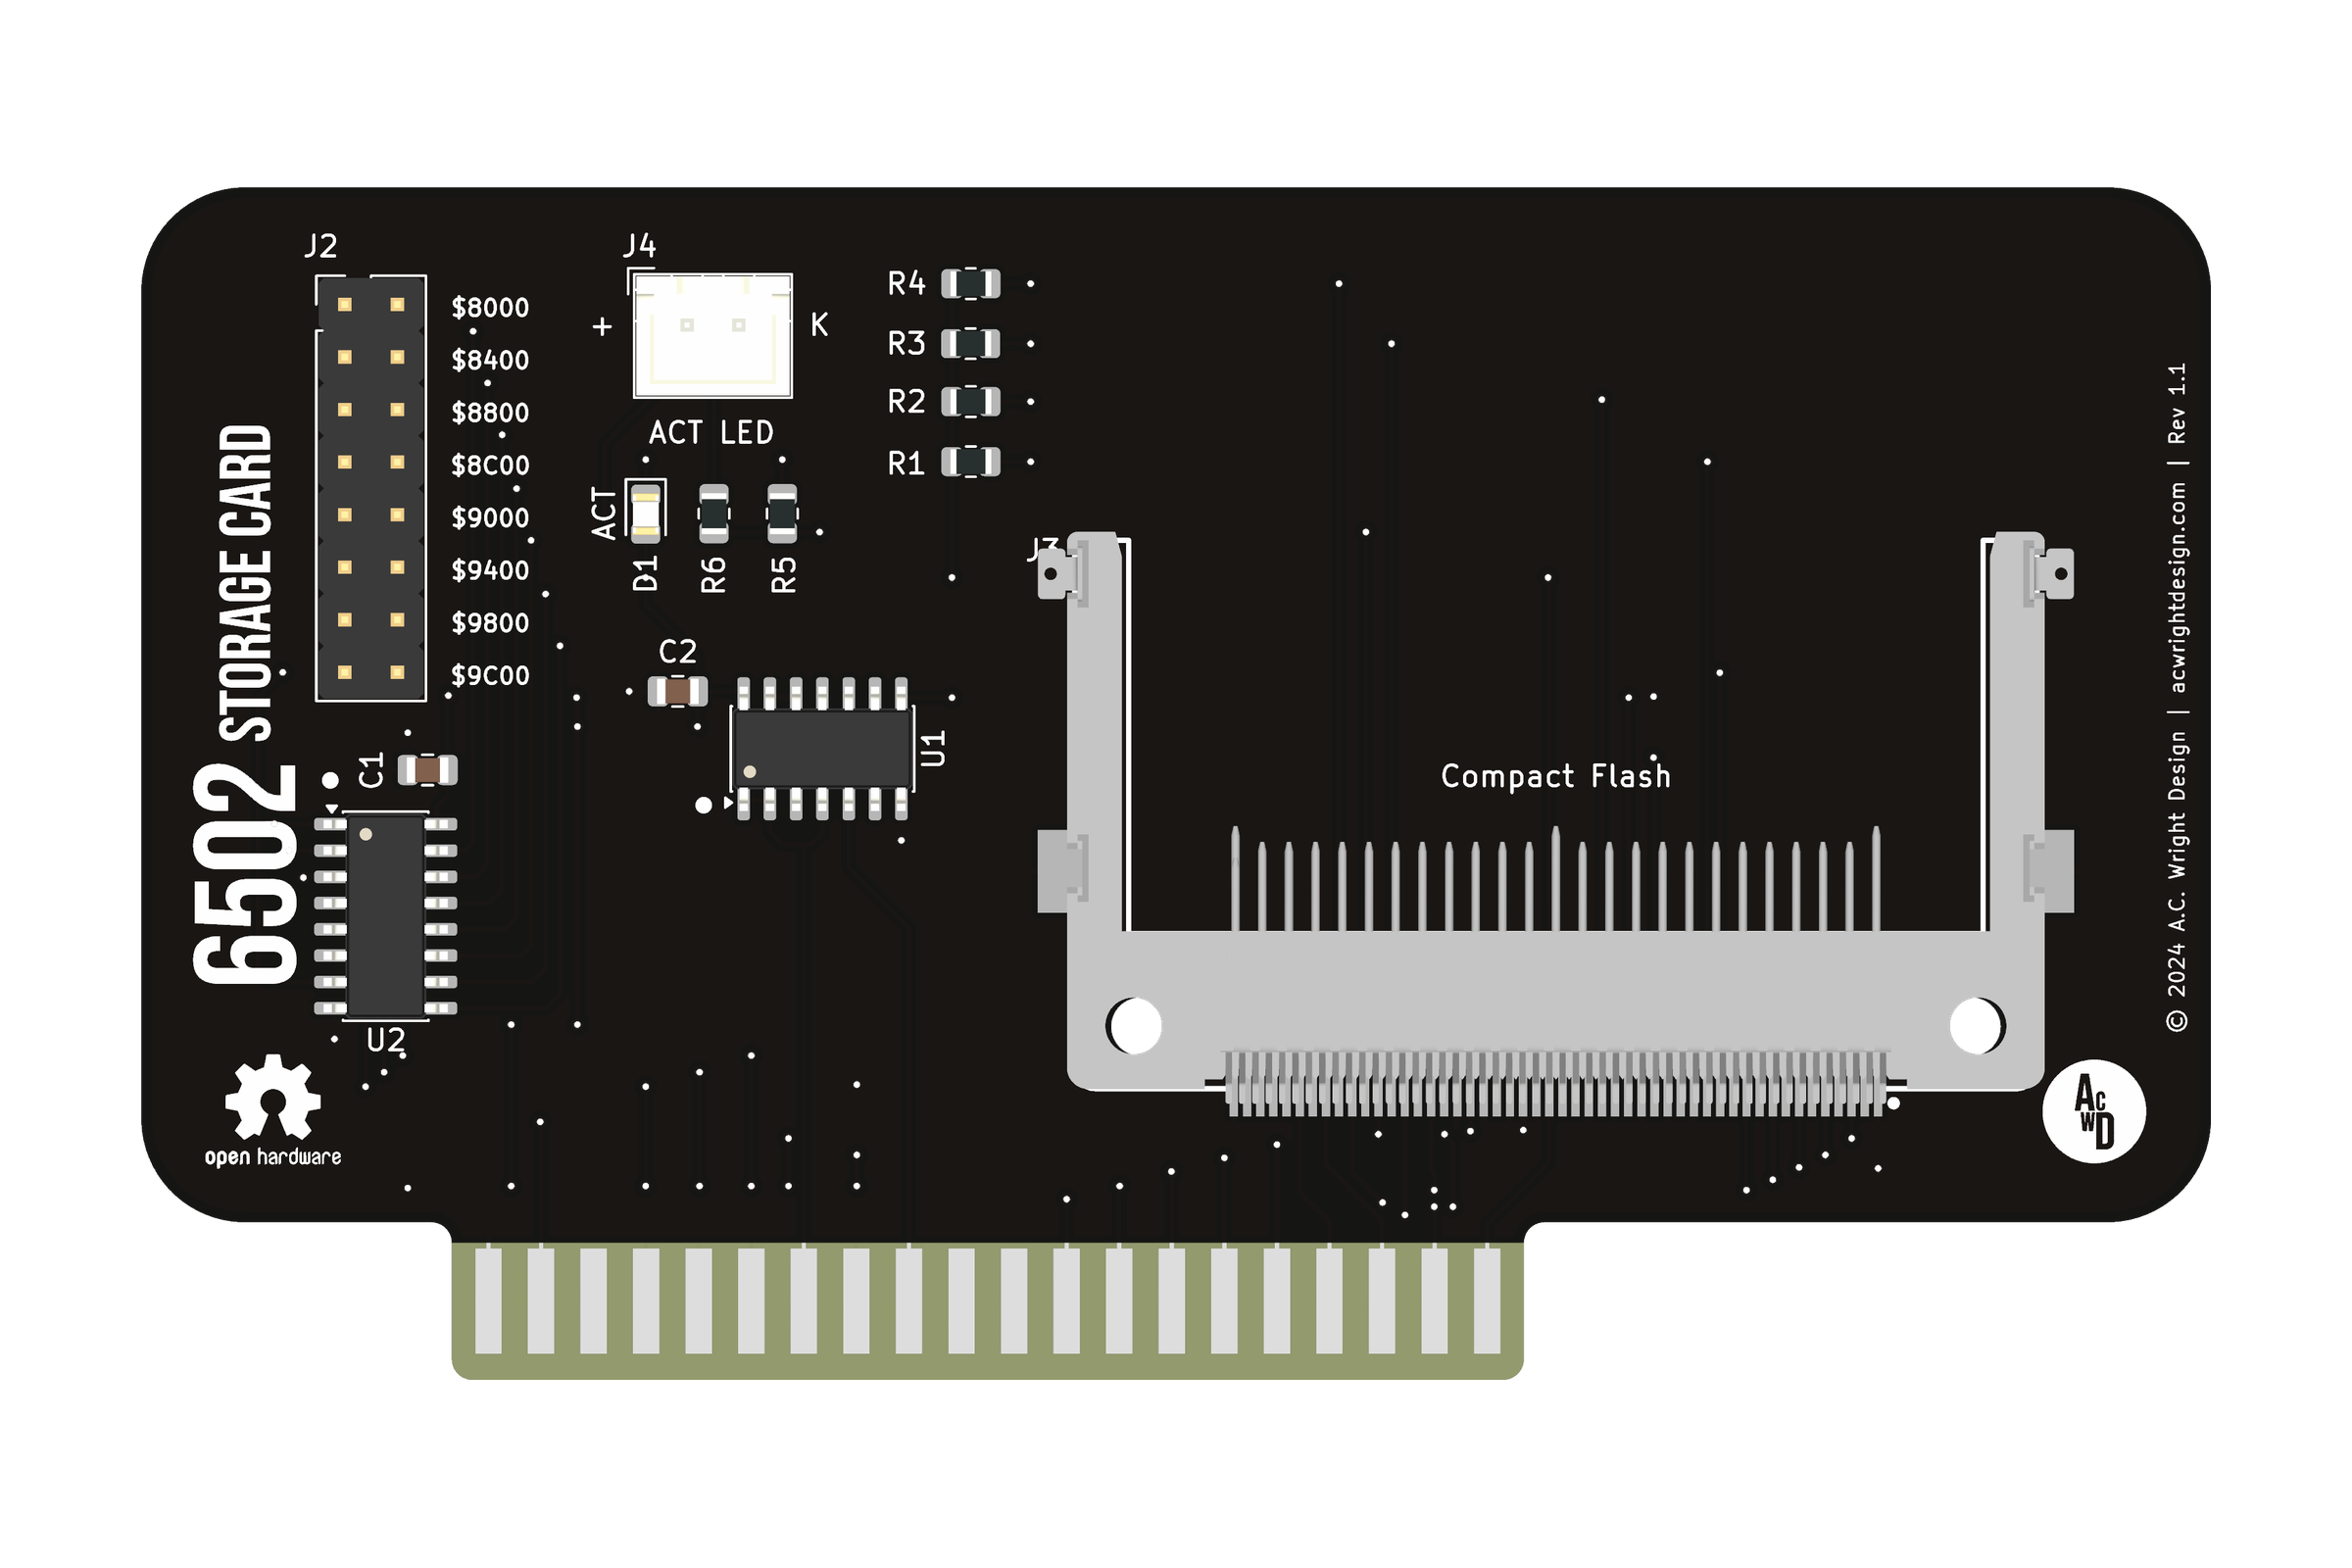 J2
$8000
$8400
$8800
$8C00
$9000
$9400
$9800
$9C00
6502 STORAGE CARD
J4
+
K
ACT LED
ACT
D1
R6
R5
R4
R3
R2
R1
C2
U1
C1
U2
open hardware
J3
Compact Flash
© 2024 A.C. Wright Design | acwrightdesign.com | Rev 1.1
ACWD